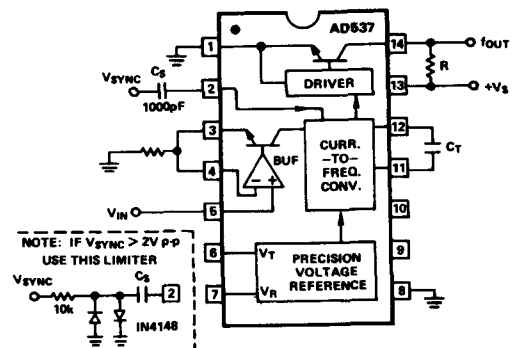 AD537
1
14
fOUT
R
DRIVER
VSYNC
CS
1000pF
2
13
+VS
3
12
CT
BUF
CURR.
–TO–
FREQ.
CONV.
4
11
– +
VIN
5
10
NOTE: IF VSYNC > 2V p-p
USE THIS LIMITER
6
VT
PRECISION
VOLTAGE
REFERENCE
9
VSYNC
CS
2
10k
IN4148
7
VR
8